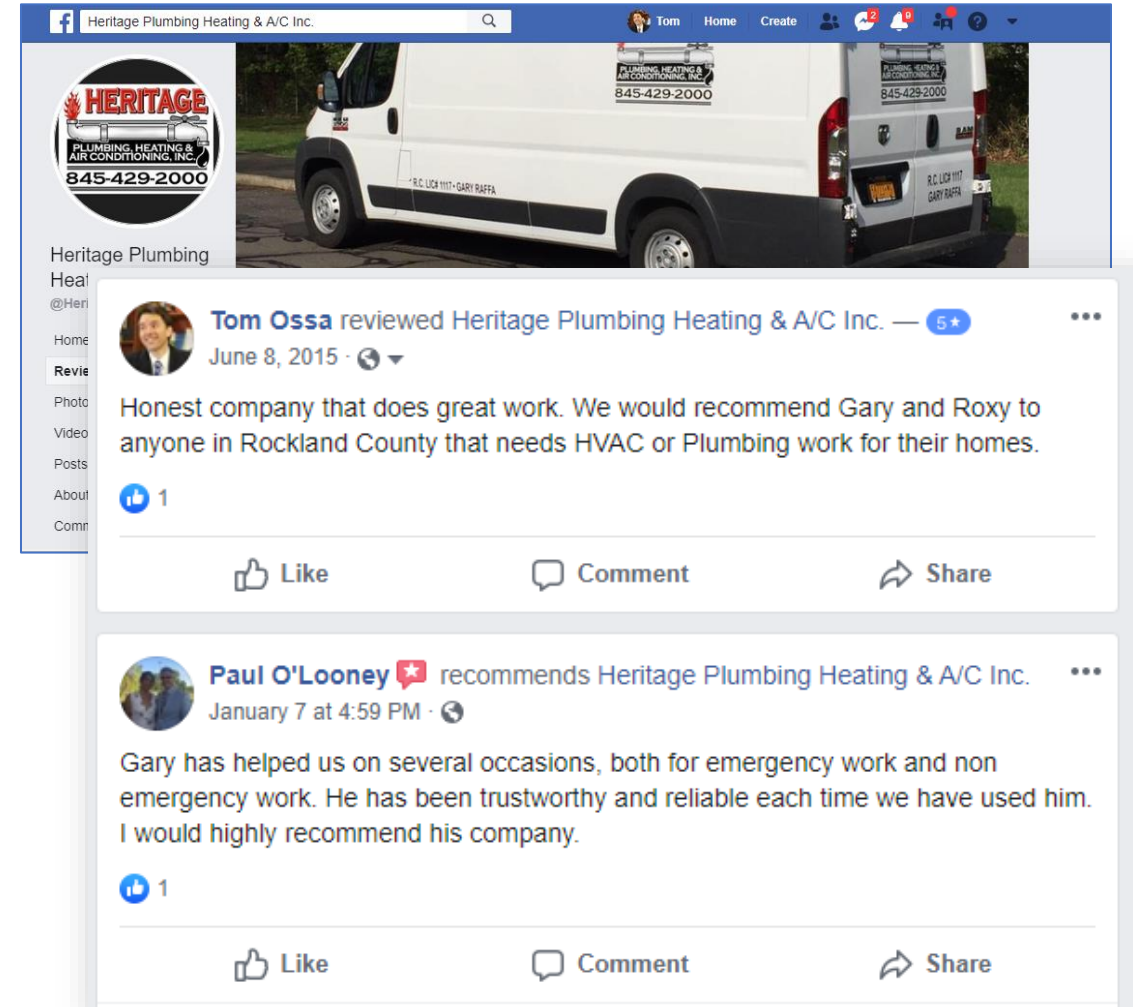 Heritage Plumbing Heating & A/C Inc.
Tom Home Create 2 9
HERITAGE
PLUMBING, HEATING &
AIR CONDITIONING, INC.
845-429-2000
PLUMBING, HEATING &
AIR CONDITIONING, INC.
845-429-2000
PLUMBING, HEATING &
AIR CONDITIONING, INC.
845-429-2000
RAM
R.C. LIC# 1117 • GARY RAFFA
R.C. LIC# 1117
GARY RAFFA
Heritage Plumbing
Heat
@Heri
Home
Revie
Photo
Video
Posts
About
Comm
Tom Ossa reviewed Heritage Plumbing Heating & A/C Inc. — 5★
June 8, 2015 ·
Honest company that does great work. We would recommend Gary and Roxy to
anyone in Rockland County that needs HVAC or Plumbing work for their homes.
1
Like Comment Share
Paul O'Looney recommends Heritage Plumbing Heating & A/C Inc.
January 7 at 4:59 PM ·
Gary has helped us on several occasions, both for emergency work and non
emergency work. He has been trustworthy and reliable each time we have used him.
I would highly recommend his company.
1
Like Comment Share